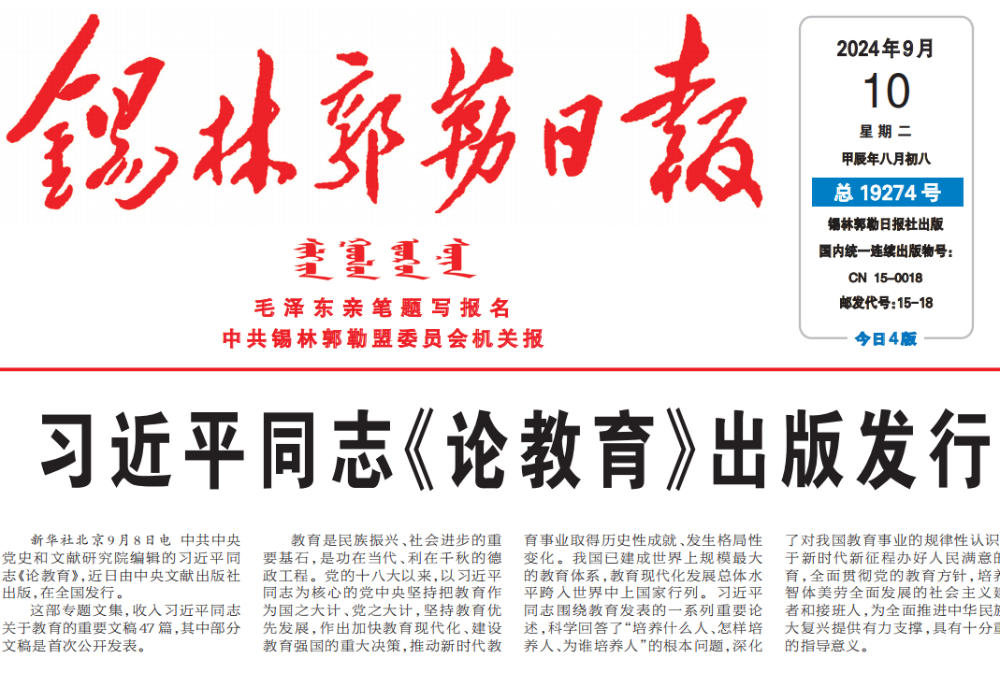 锡林郭勒日报
毛泽东亲笔题写报名
中共锡林郭勒盟委员会机关报
2024年9月
10
星期二
甲辰年八月初八
总 19274 号
锡林郭勒日报社出版
国内统一连续出版物号：
CN 15-0018
邮发代号:15-18
今日4版
习近平同志《论教育》出版发行
新华社北京9月8日电 中共中央
党史和文献研究院编辑的习近平同
志《论教育》,近日由中央文献出版社
出版,在全国发行。
这部专题文集,收入习近平同志
关于教育的重要文稿47篇,其中部分
文稿是首次公开发表。
教育是民族振兴、社会进步的重
要基石,是功在当代、利在千秋的德
政工程。党的十八大以来,以习近平
同志为核心的党中央坚持把教育作
为国之大计、党之大计,坚持教育优
先发展,作出加快教育现代化、建设
教育强国的重大决策,推动新时代教
育事业取得历史性成就、发生格局性
变化。我国已建成世界上规模最大
的教育体系,教育现代化发展总体水
平跨入世界中上国家行列。习近平
同志围绕教育发表的一系列重要论
述,科学回答了“培养什么人、怎样培
养人、为谁培养人”的根本问题,深化
了对我国教育事业的规律性认识
于新时代新征程办好人民满意的
育,全面贯彻党的教育方针,培养
智体美劳全面发展的社会主义建
者和接班人,为全面推进中华民族
大复兴提供有力支撑,具有十分重
的指导意义。